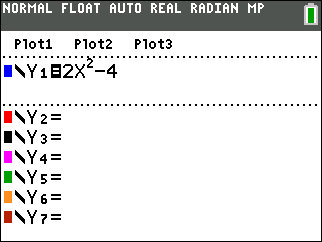 NORMAL FLOAT AUTO REAL RADIAN MP
Plot1 Plot2 Plot3
\Y₁=2X²-4
\Y₂=
\Y₃=
\Y₄=
\Y₅=
\Y₆=
\Y₇=